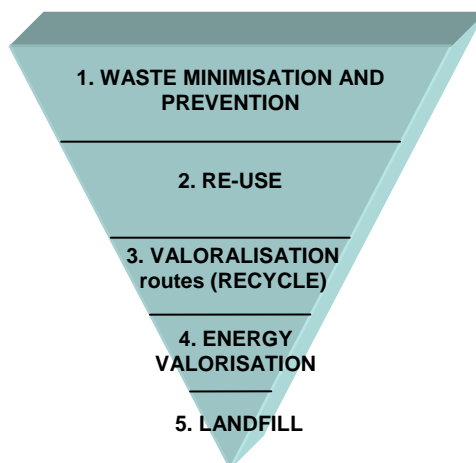 1. WASTE MINIMISATION AND
PREVENTION
2. RE-USE
3. VALORALISATION
routes (RECYCLE)
4. ENERGY
VALORISATION
5. LANDFILL